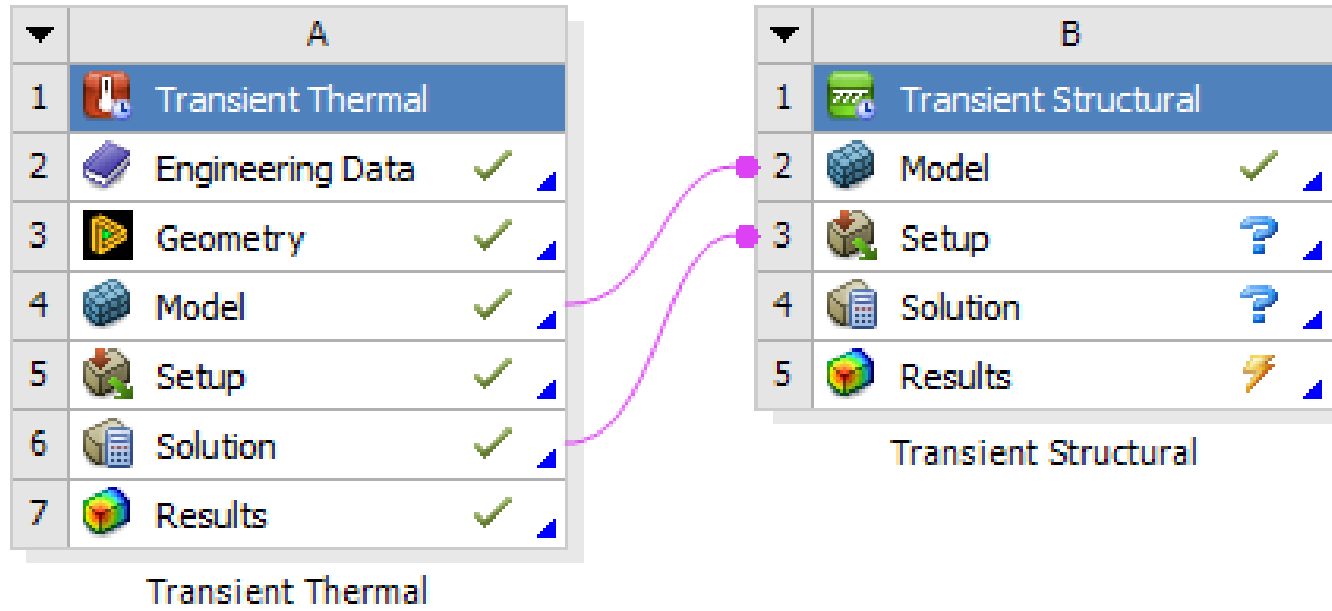 A
1 Transient Thermal
2 Engineering Data
3 Geometry
4 Model
5 Setup
6 Solution
7 Results
Transient Thermal
B
1 Transient Structural
2 Model
3 Setup
4 Solution
5 Results
Transient Structural